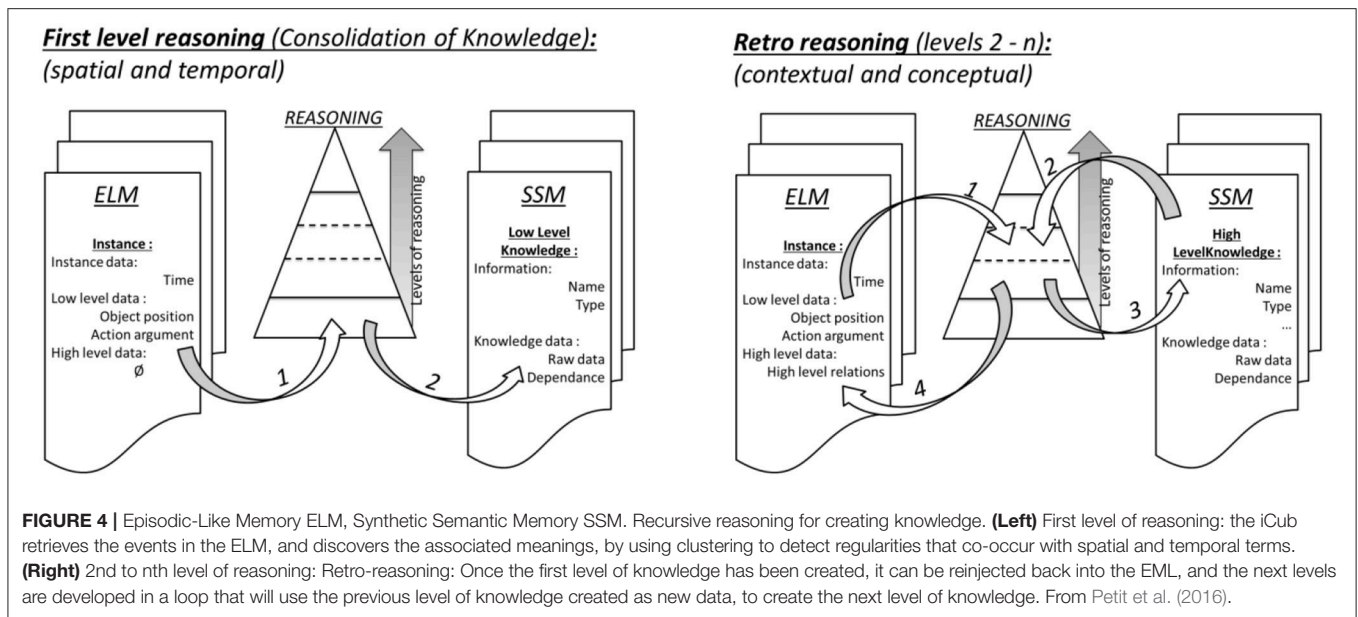 First level reasoning (Consolidation of Knowledge):
(spatial and temporal)
REASONING
Levels of reasoning
ELM
Instance :
Instance data:
Time
Low level data :
Object position
Action argument
High level data:
Ø
1
2
SSM
Low Level
Knowledge :
Information:
Name
Type
Knowledge data :
Raw data
Dependance
Retro reasoning (levels 2 - n):
(contextual and conceptual)
REASONING
Levels of reasoning
ELM
Instance :
Instance data:
Time
Low level data :
Object position
Action argument
High level data:
High level relations
1
2
3
4
SSM
High
LevelKnowledge :
Information:
Name
Type
...
Knowledge data :
Raw data
Dependance
FIGURE 4 | Episodic-Like Memory ELM, Synthetic Semantic Memory SSM. Recursive reasoning for creating knowledge. (Left) First level of reasoning: the iCub
retrieves the events in the ELM, and discovers the associated meanings, by using clustering to detect regularities that co-occur with spatial and temporal terms.
(Right) 2nd to nth level of reasoning: Retro-reasoning: Once the first level of knowledge has been created, it can be reinjected back into the EML, and the next levels
are developed in a loop that will use the previous level of knowledge created as new data, to create the next level of knowledge. From Petit et al. (2016).